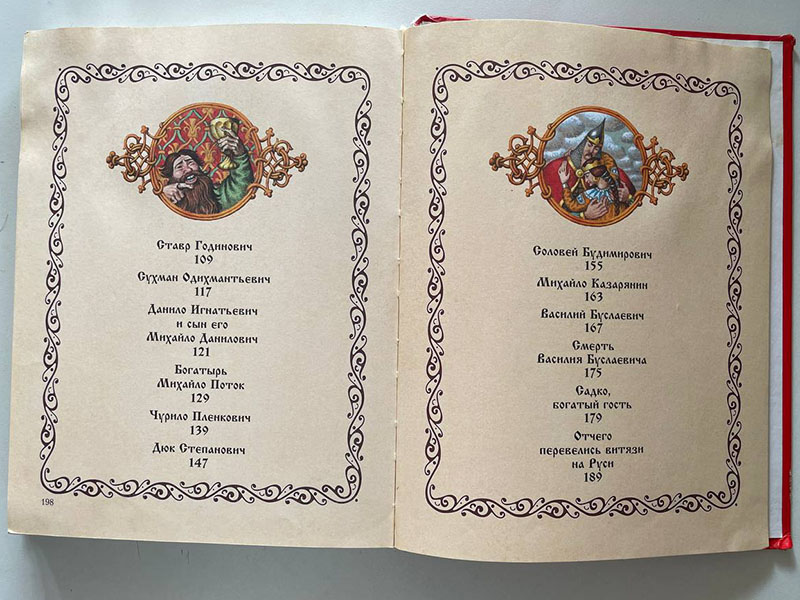 Ставр Годинович
109
Сухман Одихмантьевич
117
Данило Игнатьевич
и сын его
Михайло Данилович
121
Богатырь
Михайло Поток
129
Чурило Пленкович
139
Дюк Степанович
147
198
Соловей Будимирович
155
Михайло Казарянин
163
Василий Буслаевич
167
Смерть
Василия Буслаевича
175
Садко,
богатый гость
179
Отчего
перевелись витязи
на Руси
189